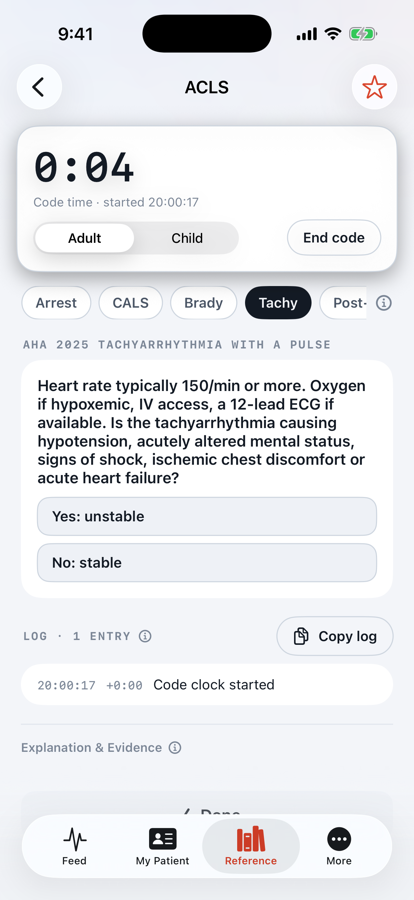 9:41
ACLS
0:04
Code time · started 20:00:17
Adult
Child
End code
Arrest
CALS
Brady
Tachy
Post-
AHA 2025 TACHYARRHYTHMIA WITH A PULSE
Heart rate typically 150/min or more. Oxygen
if hypoxemic, IV access, a 12-lead ECG if
available. Is the tachyarrhythmia causing
hypotension, acutely altered mental status,
signs of shock, ischemic chest discomfort or
acute heart failure?
Yes: unstable
No: stable
LOG · 1 ENTRY
Copy log
20:00:17 +0:00 Code clock started
Explanation & Evidence
Done
Feed
My Patient
Reference
More